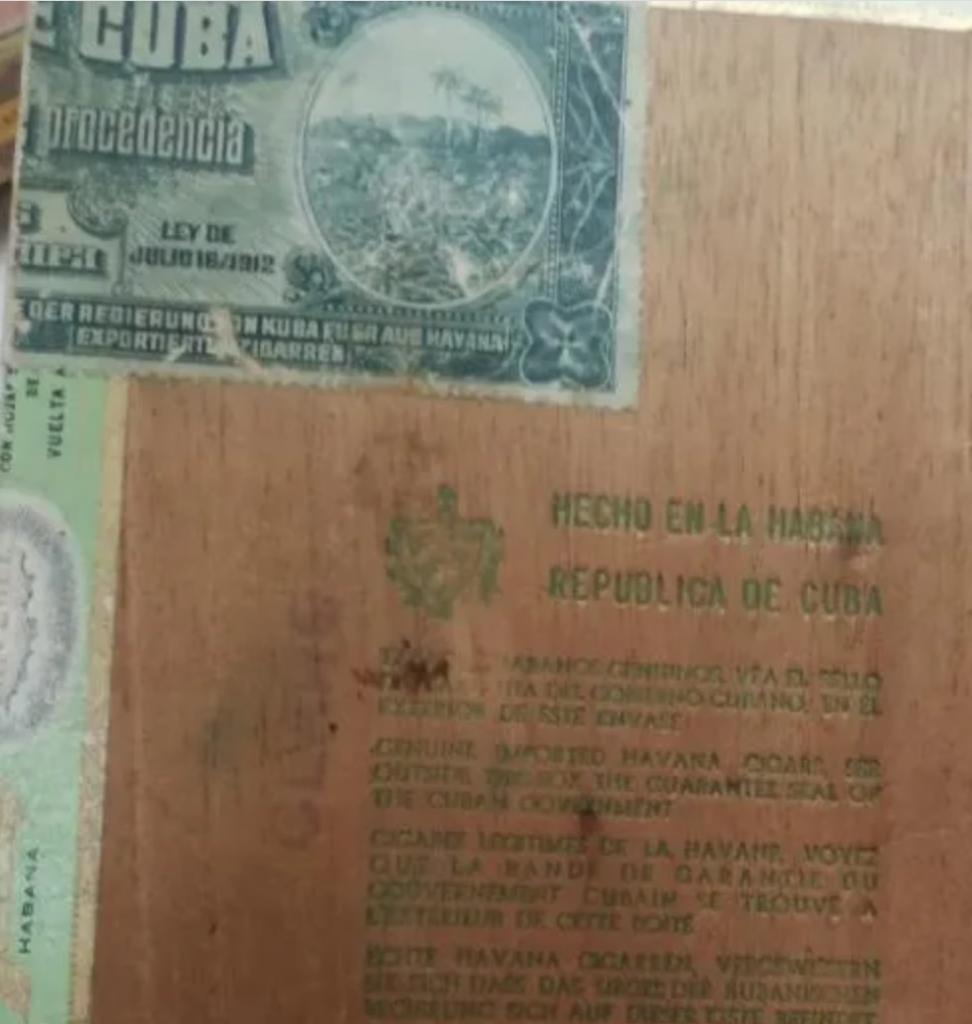 CUBA
procedencia
LEY DE
JULIO 16/1912
DER REGIERUNG VON KUBA FUER AUS HAVANA
EXPORTIERTE ZIGARREN
DE
VUELTA A
HABANA
HECHO EN LA HABANA
REPUBLICA DE CUBA
HABANOS GENUINOS, VEA EL SELLO
DEL GOBIERNO CUBANO, EN EL
EXTERIOR DE ESTE ENVASE
GENUINE IMPORTED HAVANA CIGARS, SEE
OUTSIDE THIS BOX THE GUARANTEE SEAL OF
THE CUBAN GOVERNMENT
CIGARES LEGITIMES DE LA HAVANE, VOYEZ
QUE LA BANDE DE GARANTIE DU
GOUVERNEMENT CUBAIN SE TROUVE A
L'EXTERIEUR DE CETTE BOITE
ECHTE HAVANA CIGARREN, VERGEWISSERN
SIE SICH DASS DAS SIEGEL DER KUBANISCHEN
REGIERUNG SICH AUF DIESER KISTE BEFINDET